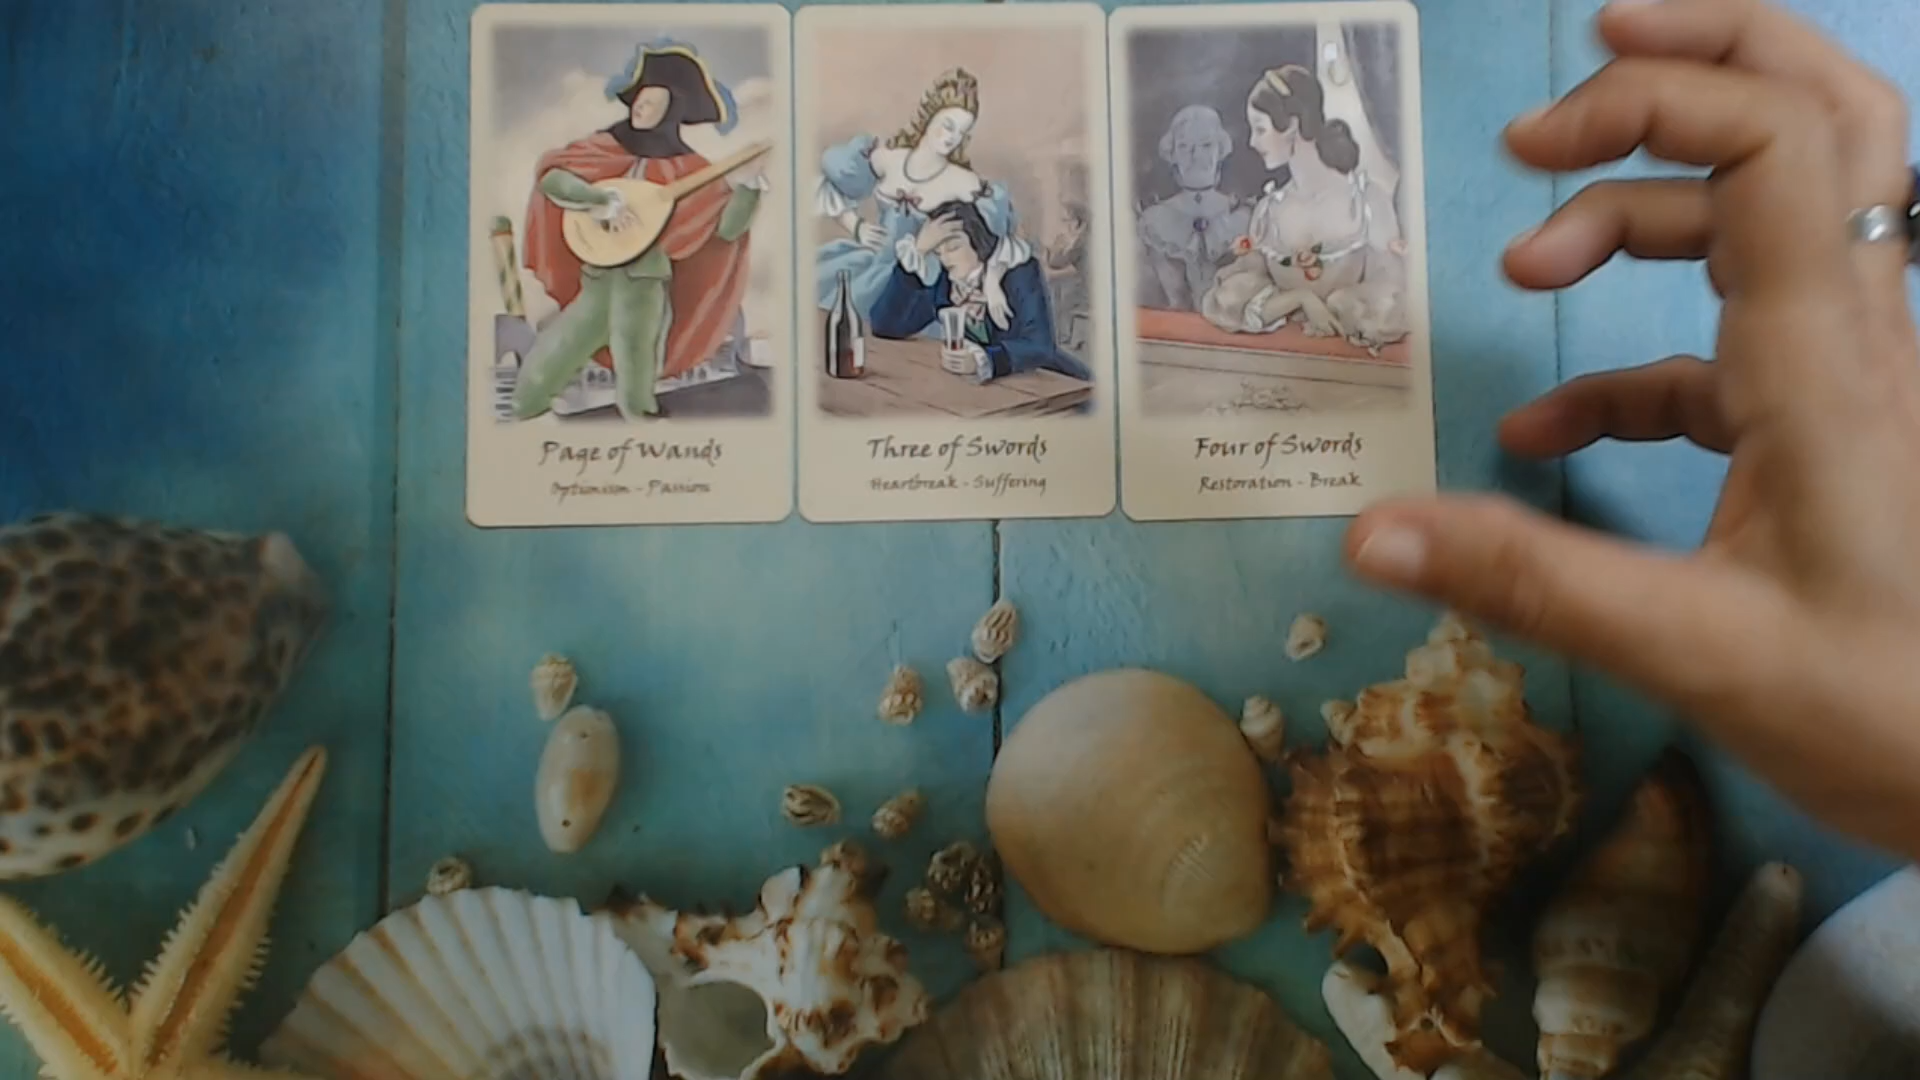 Page of Wands
Optimism - Passion
Three of Swords
Heartbreak - Suffering
Four of Swords
Restoration - Break